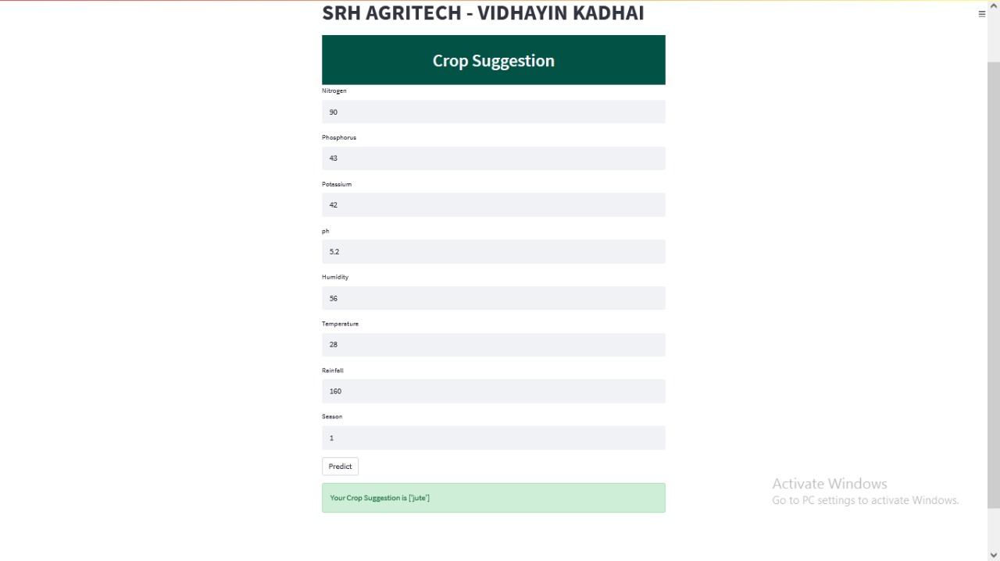 SRH AGRITECH - VIDHAYIN KADHAI
Crop Suggestion
Nitrogen
90
Phosphorus
43
Potassium
42
ph
5.2
Humidity
56
Temperature
28
Rainfall
160
Season
1
Predict
Your Crop Suggestion is ['jute']
Activate Windows
Go to PC settings to activate Windows.